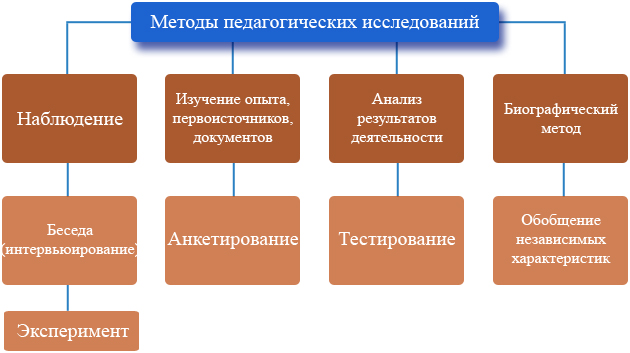 Методы педагогических исследований
Наблюдение
Изучение опыта,
первоисточников,
документов
Анализ
результатов
деятельности
Биографический
метод
Беседа
(интервьюирование)
Анкетирование
Тестирование
Обобщение
независимых
характеристик
Эксперимент